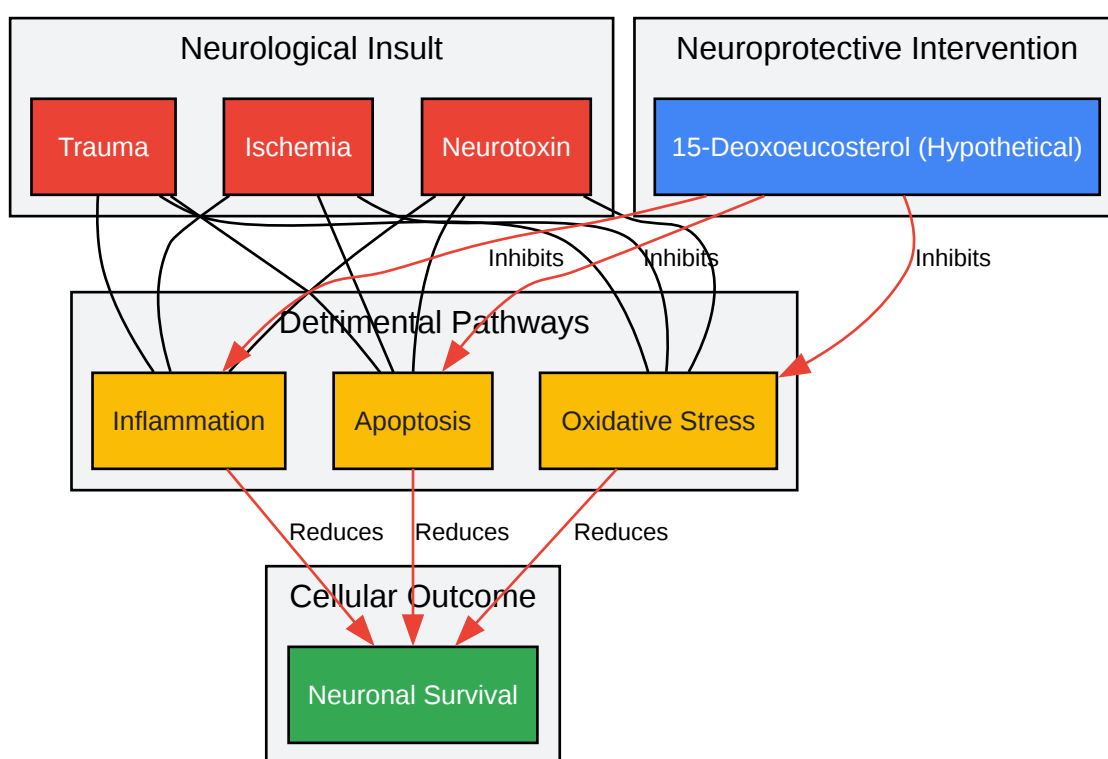 Neurological Insult
Neuroprotective Intervention
Trauma
Ischemia
Neurotoxin
15-Deoxoeucosterol (Hypothetical)
Inhibits
Inhibits
Inhibits
Detrimental Pathways
Inflammation
Apoptosis
Oxidative Stress
Reduces
Reduces
Reduces
Cellular Outcome
Neuronal Survival